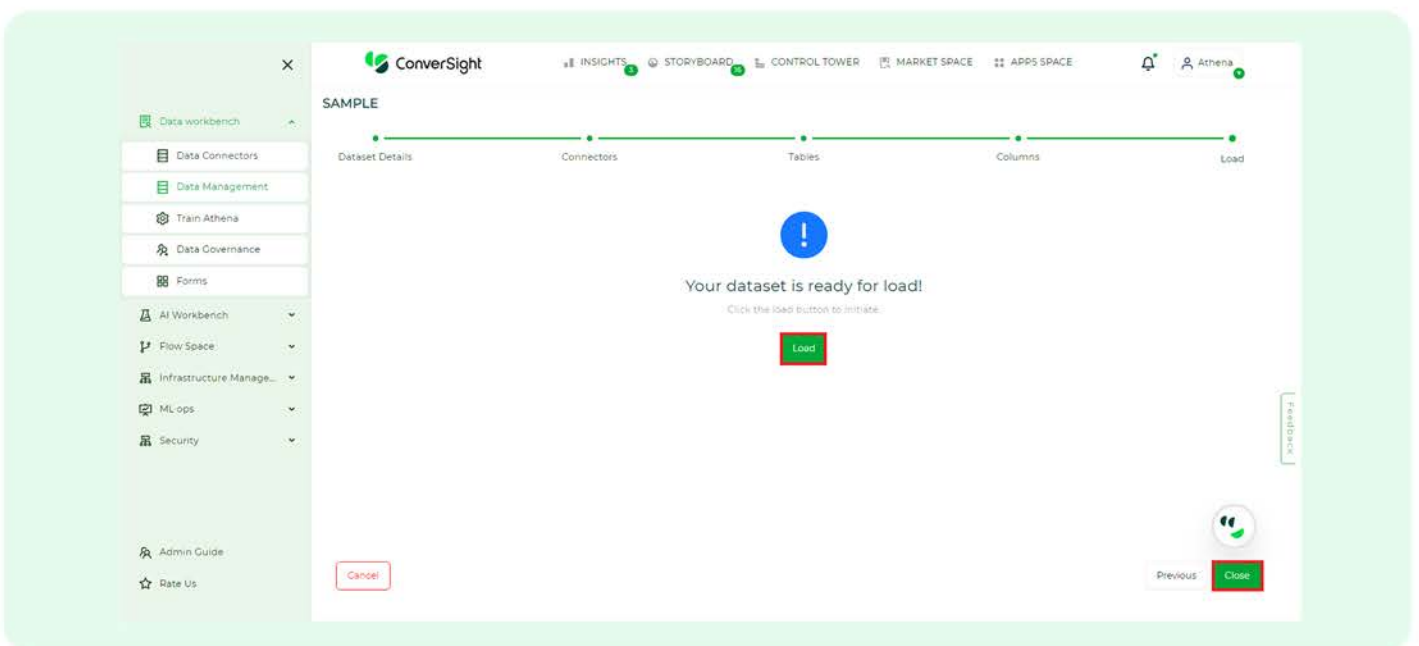 ConverSight
INSIGHTS 3
STORYBOARD 16
CONTROL TOWER
MARKET SPACE
APPS SPACE
Athena
Data workbench
Data Connectors
Data Management
Train Athena
Data Governance
Forms
AI Workbench
Flow Space
Infrastructure Manage...
ML ops
Security
Admin Guide
Rate Us
SAMPLE
Dataset Details
Connectors
Tables
Columns
Load
!
Your dataset is ready for load!
Click the load button to initiate.
Load
Feedback
Cancel
Previous
Close